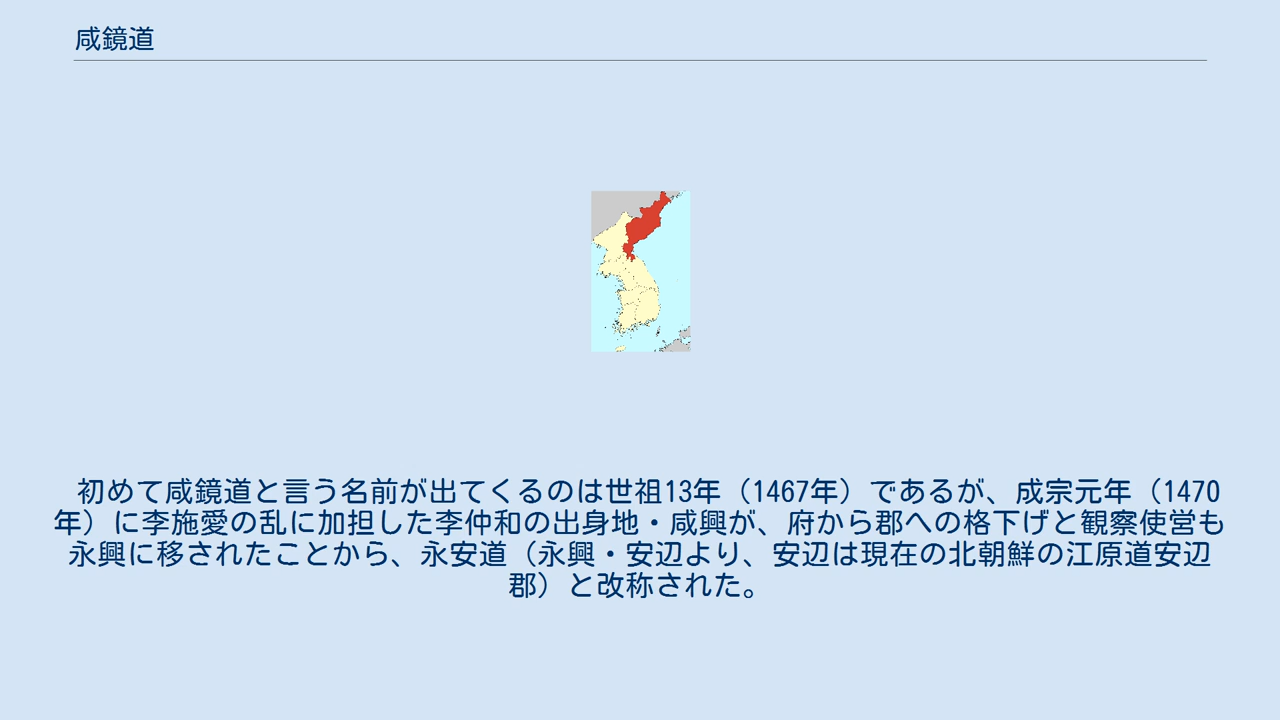 咸鏡道
初めて咸鏡道と言う名前が出てくるのは世祖13年（1467年）であるが、成宗元年（1470
年）に李施愛の乱に加担した李仲和の出身地・咸興が、府から郡への格下げと観察使営も
永興に移されたことから、永安道（永興・安辺より、安辺は現在の北朝鮮の江原道安辺
郡）と改称された。